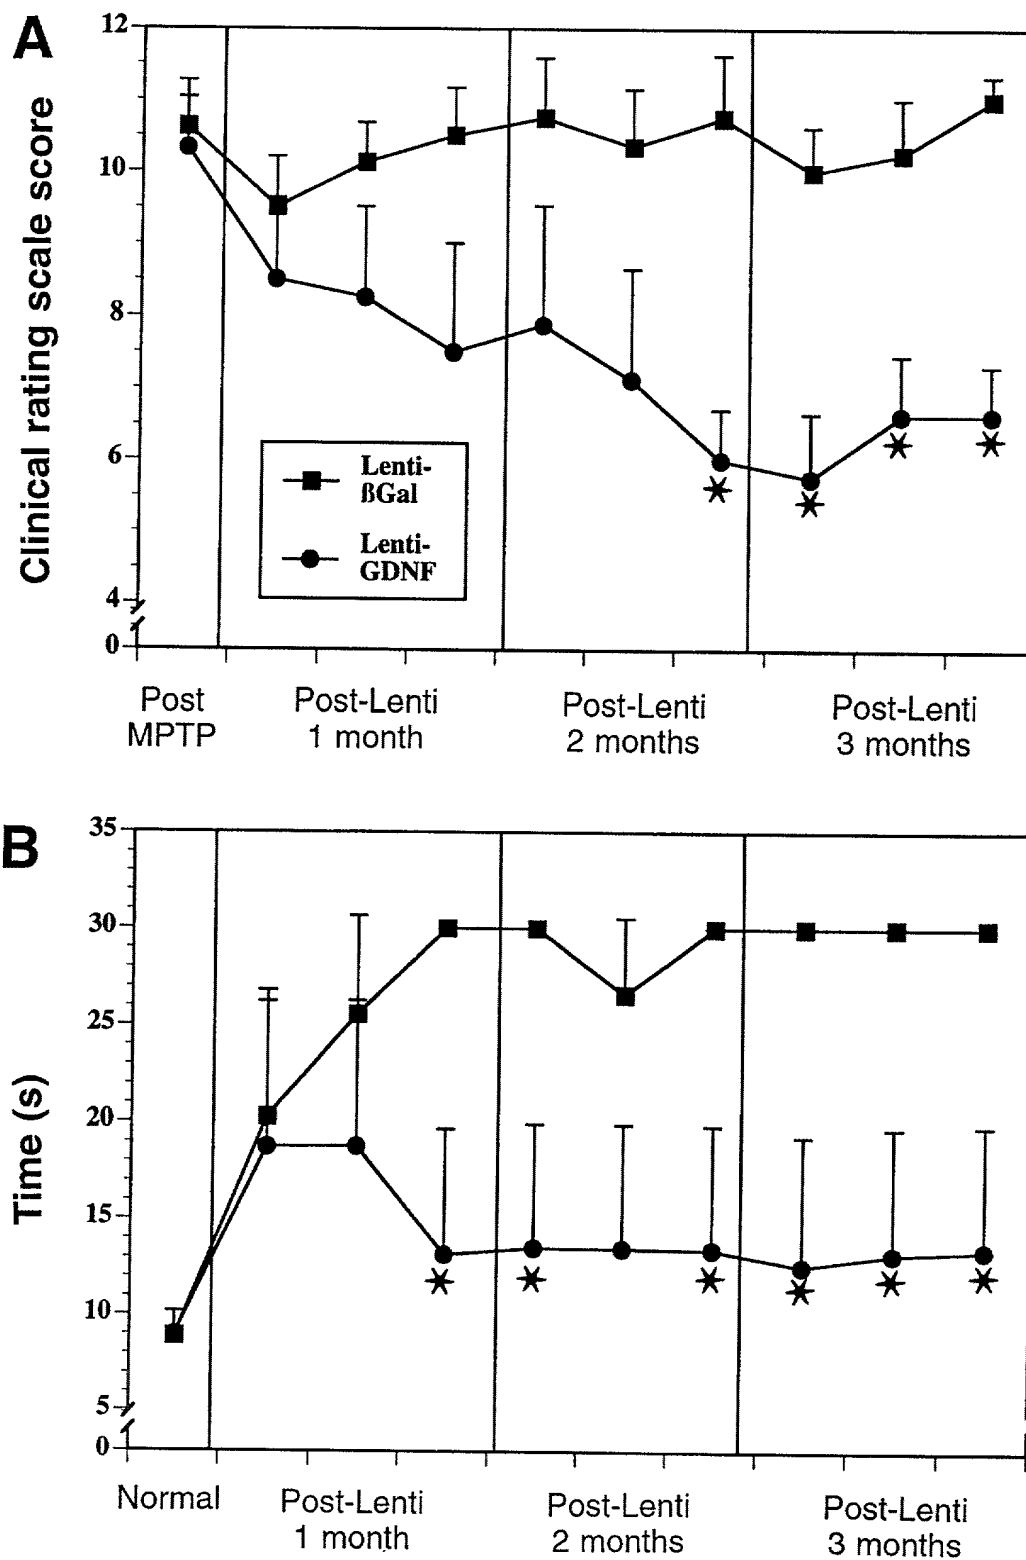 A
Clinical rating scale score
12
10
8
6
4
0
Lenti-
ßGal
Lenti-
GDNF
Post
MPTP
Post-Lenti
1 month
Post-Lenti
2 months
Post-Lenti
3 months
B
Time (s)
35
30
25
20
15
10
5
0
Normal
Post-Lenti
1 month
Post-Lenti
2 months
Post-Lenti
3 months